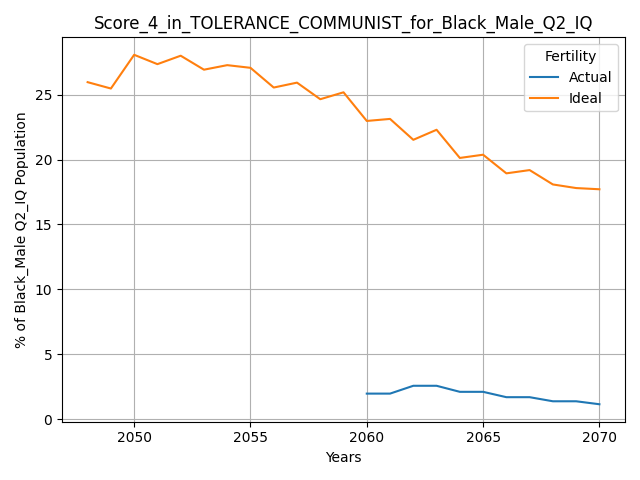 Score_4_in_TOLERANCE_COMMUNIST_for_Black_Male_Q2_IQ
Fertility
Actual
Ideal
% of Black_Male Q2_IQ Population
25
20
15
10
5
0
2050 2055 2060 2065 2070
Years